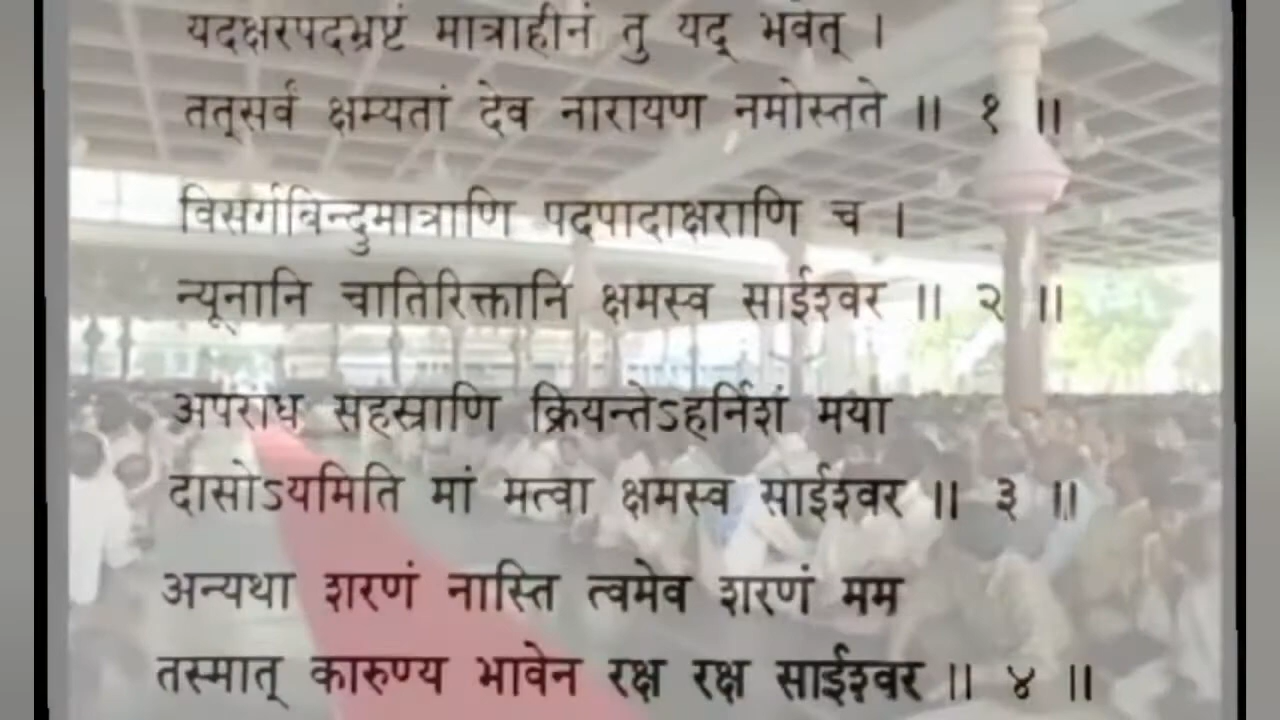 यदक्षरपदभ्रष्टं मात्राहीनं तु यद् भवेत् ।
तत्सर्वं क्षम्यतां देव नारायण नमोस्तते ॥ १ ॥
विसर्गविन्दुमात्राणि पदपादाक्षराणि च ।
न्यूनानि चातिरिक्तानि क्षमस्व साईश्वर ॥ २ ॥
अपराध सहस्राणि क्रियन्तेऽहर्निशं मया
दासोऽयमिति मां मत्वा क्षमस्व साईश्वर ॥ ३ ॥
अन्यथा शरणं नास्ति त्वमेव शरणं मम
तस्मात् कारुण्य भावेन रक्ष रक्ष साईश्वर ॥ ४ ॥